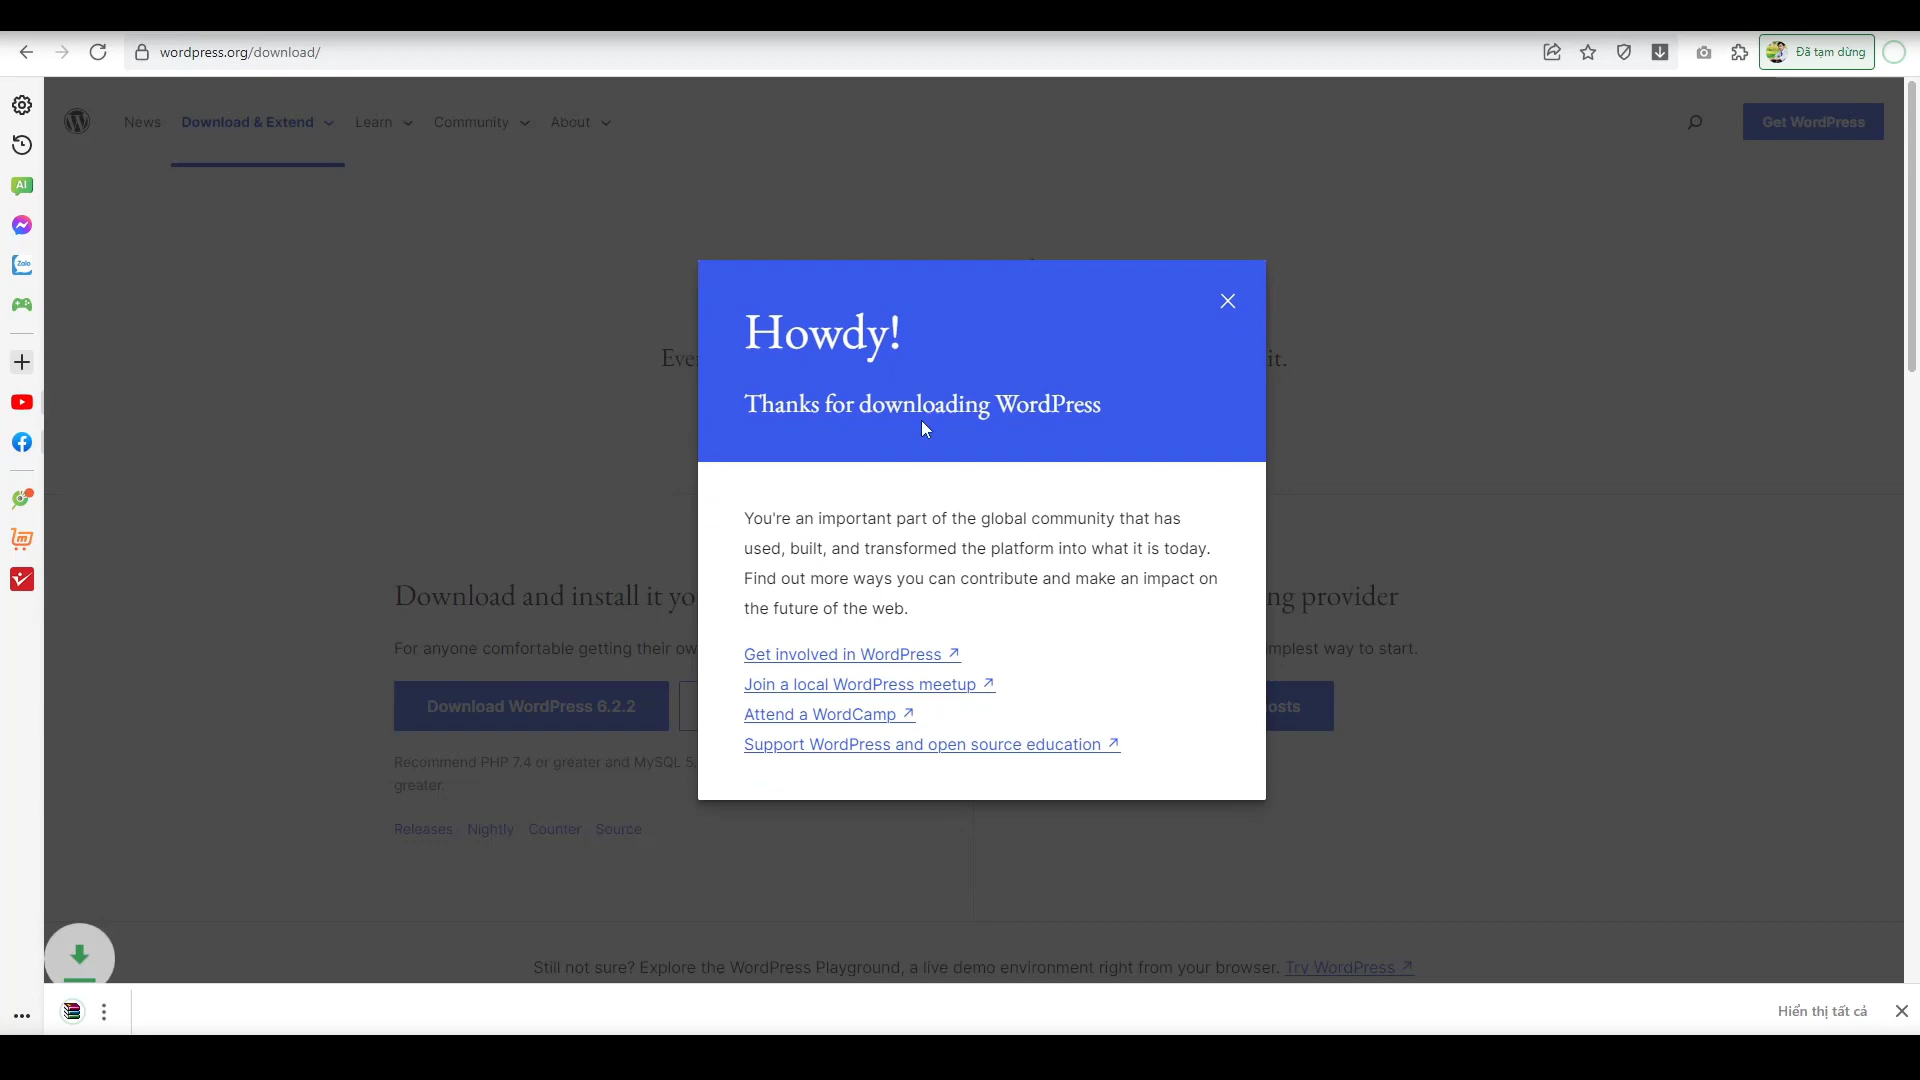 wordpress.org/download/
Đã tạm dừng
News Download & Extend Learn Community About
Get WordPress
AI
Zalo
Howdy!
Thanks for downloading WordPress
Eve
it.
You're an important part of the global community that has
used, built, and transformed the platform into what it is today.
Find out more ways you can contribute and make an impact on
the future of the web.
Get involved in WordPress ↗
Join a local WordPress meetup ↗
Attend a WordCamp ↗
Support WordPress and open source education ↗
Download and install it yo
For anyone comfortable getting their ow
Download WordPress 6.2.2
Recommend PHP 7.4 or greater and MySQL 5.
greater.
Releases Nightly Counter Source
ng provider
mplest way to start.
osts
Still not sure? Explore the WordPress Playground, a live demo environment right from your browser. Try WordPress ↗
Hiển thị tất cả